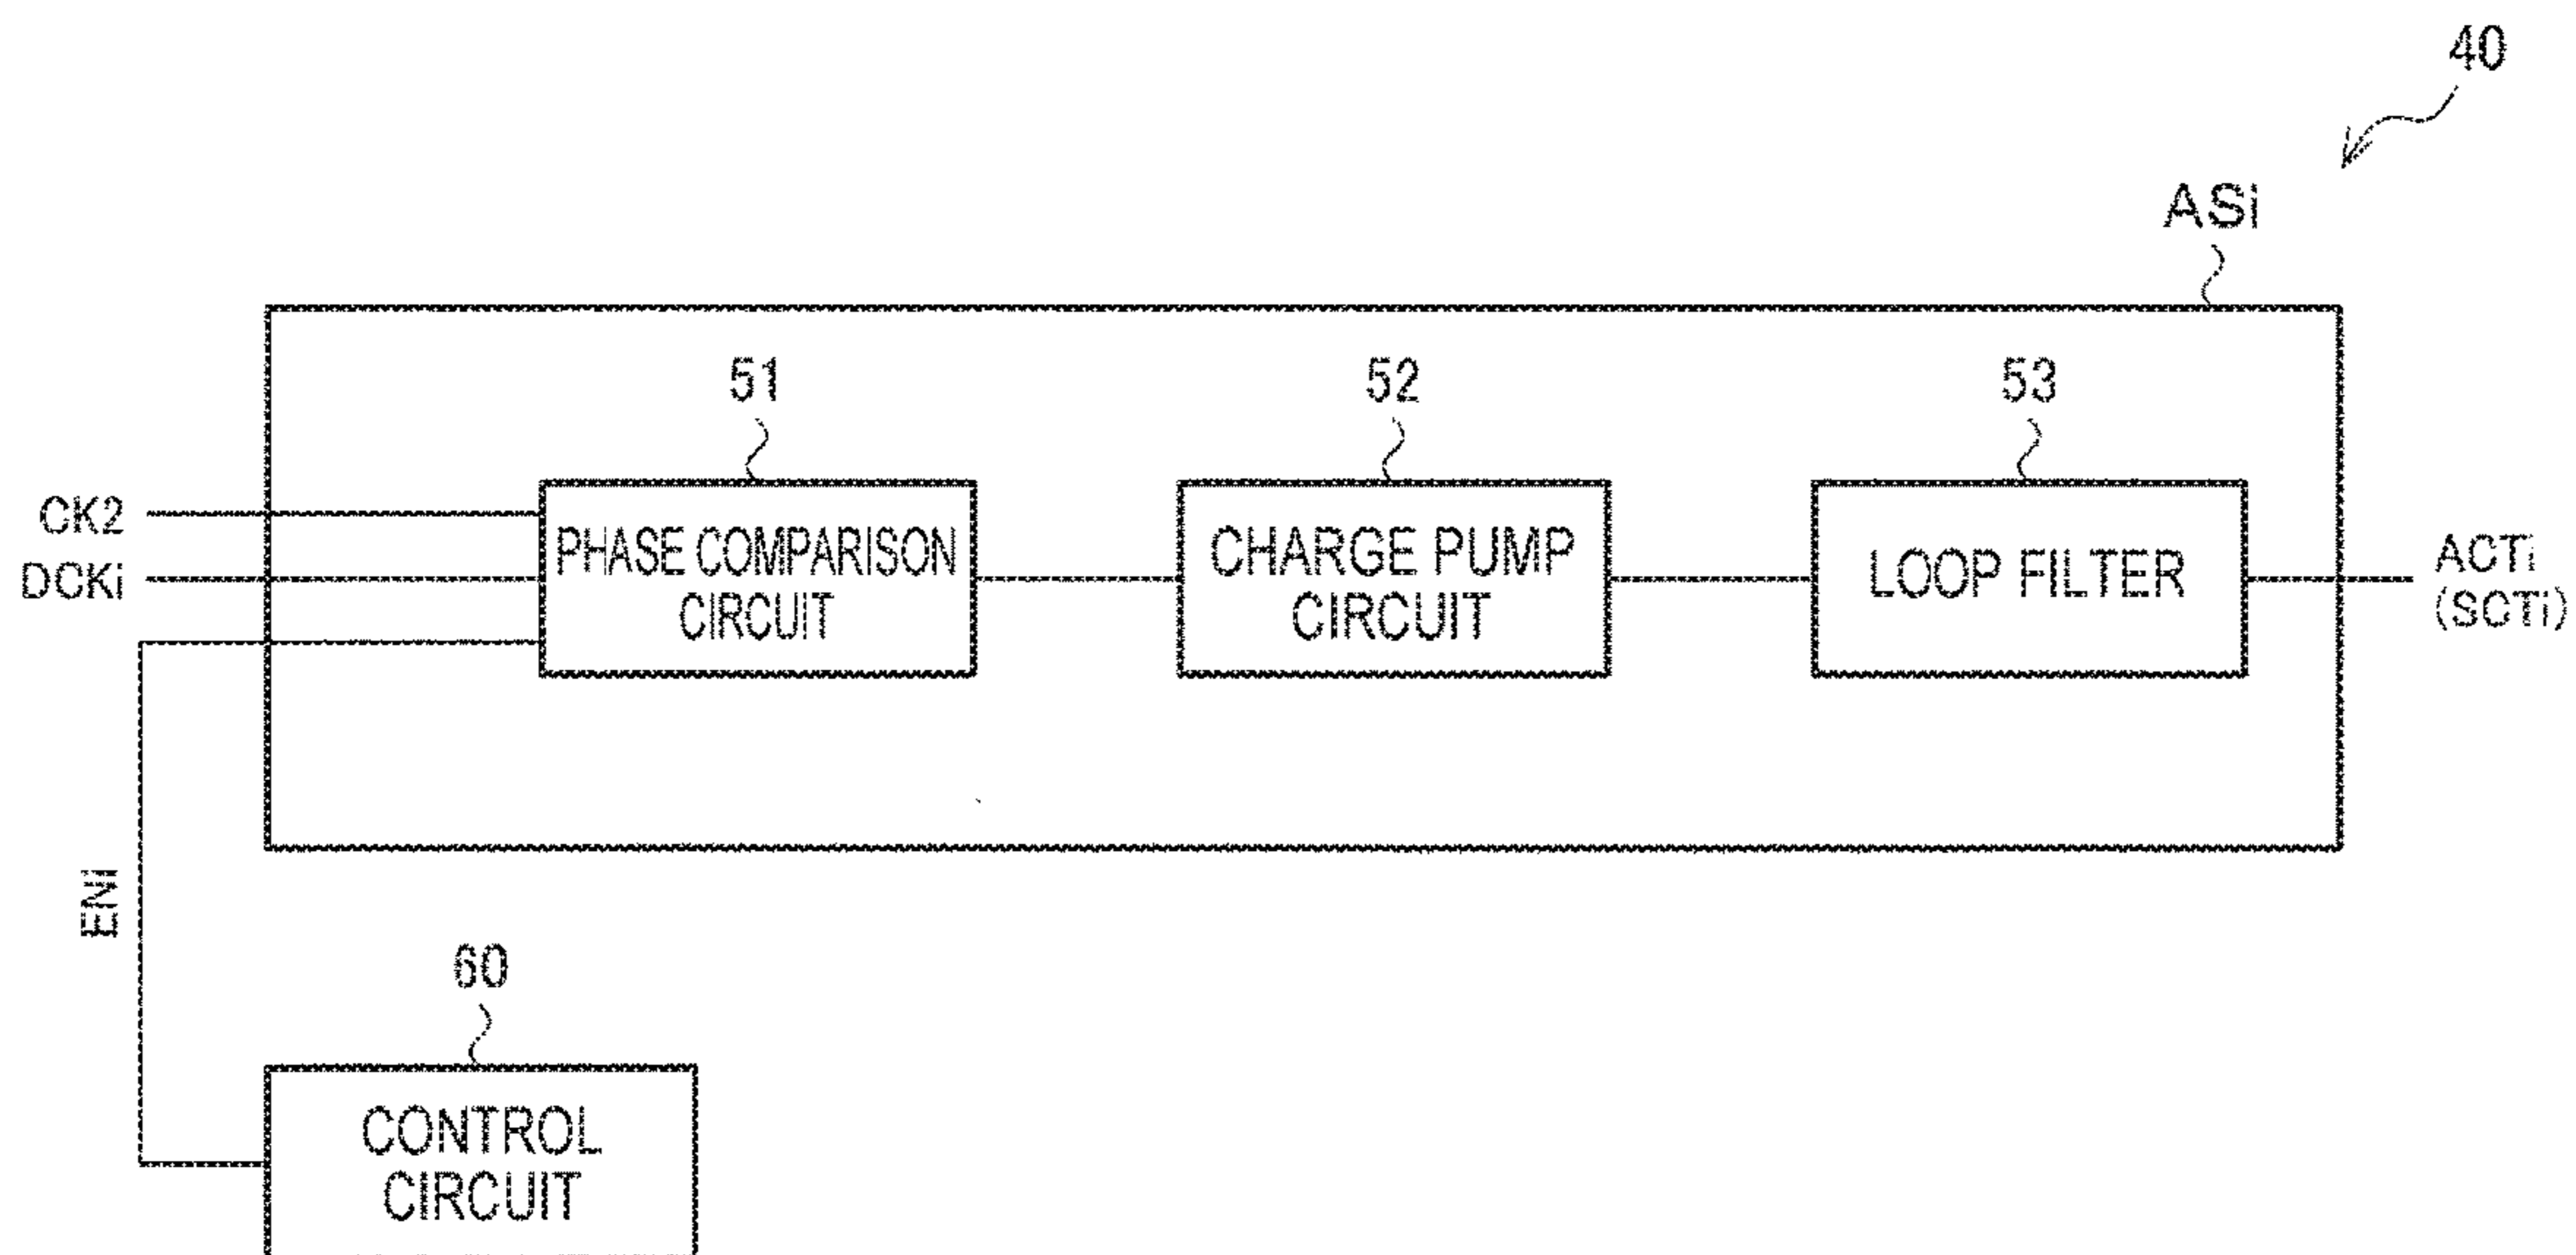 40
ASi
51
52
53
CK2
DCKi
PHASE COMPARISON
CIRCUIT
CHARGE PUMP
CIRCUIT
LOOP FILTER
ACTi
(SCTi)
ENi
60
CONTROL
CIRCUIT